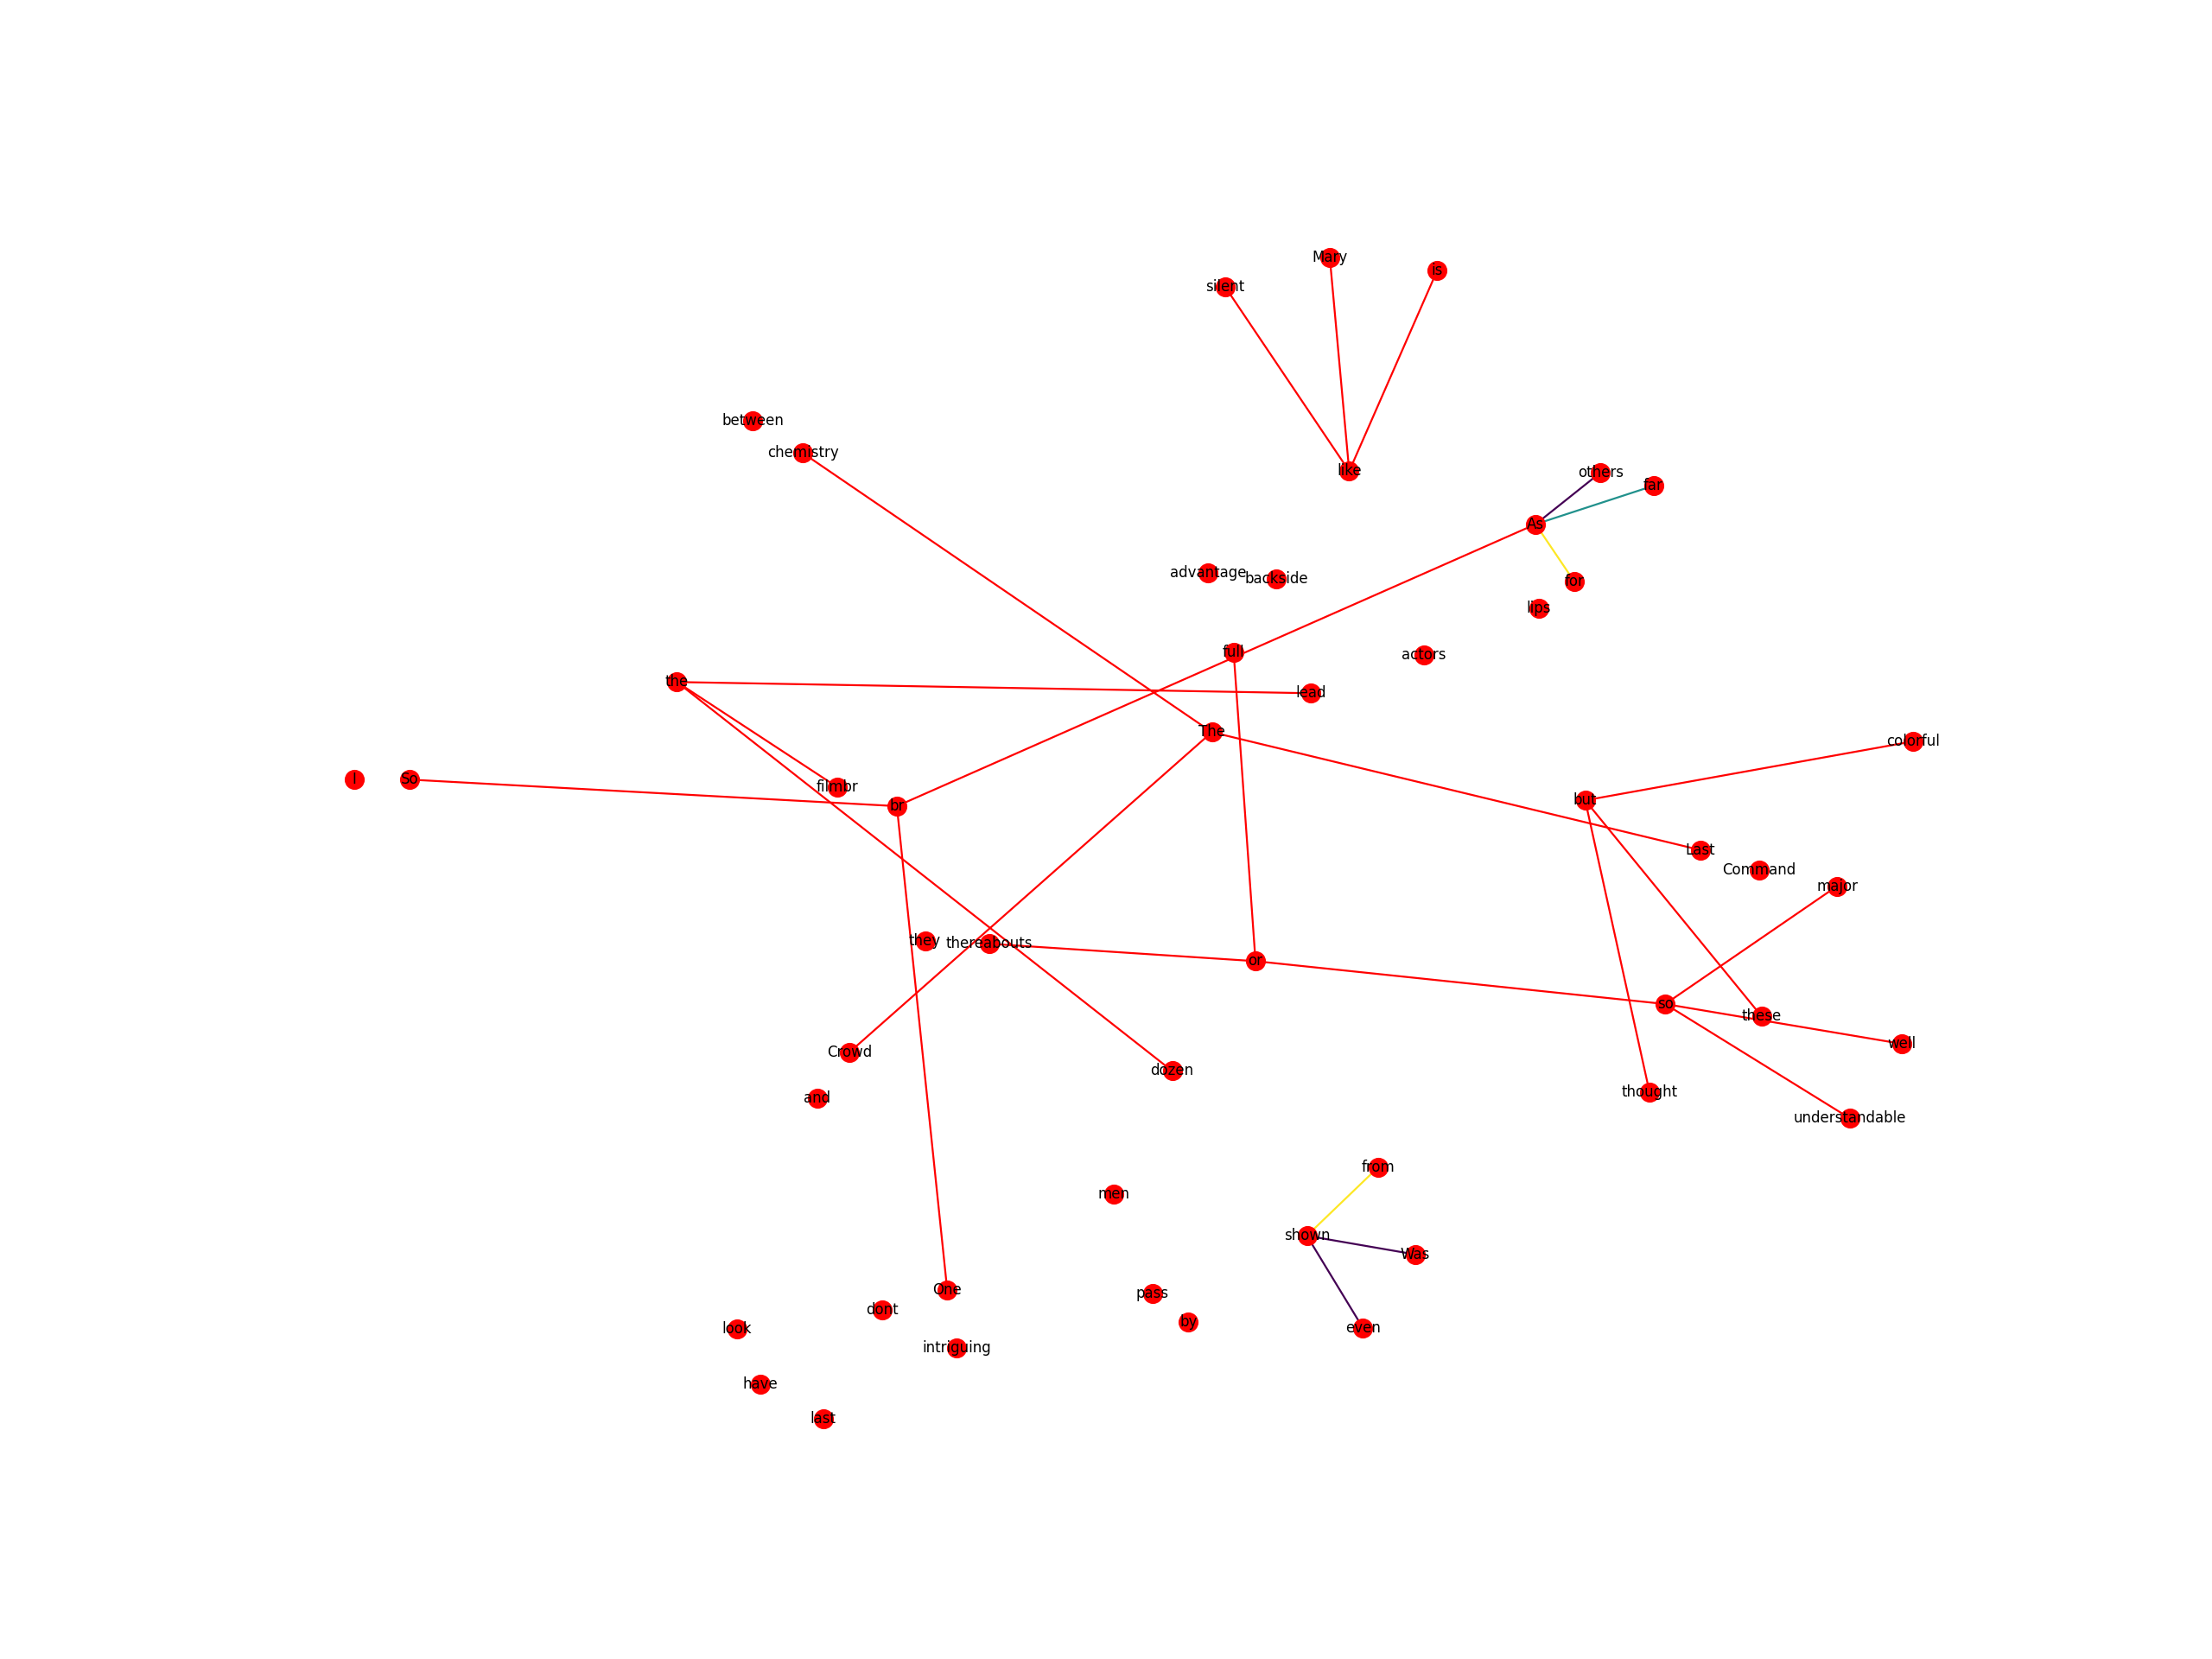 Mary
is
silent
between
chemistry
like
others
far
As
advantage
backside
for
lips
full
actors
the
lead
The
colorful
I
So
filmbr
br
but
Last
Command
major
they
thereabouts
or
so
these
well
Crowd
dozen
and
thought
understandable
from
men
shown
Was
One
pass
dont
by
look
even
intriguing
have
last